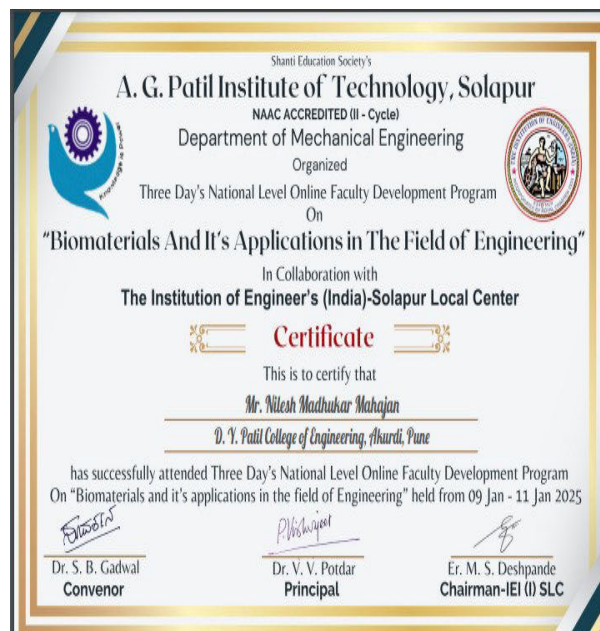 Shanti Education Society's
A. G. Patil Institute of Technology, Solapur
NAAC ACCREDITED (II - Cycle)
Department of Mechanical Engineering
Organized
Three Day's National Level Online Faculty Development Program
On
"Biomaterials And It's Applications in The Field of Engineering"
In Collaboration with
The Institution of Engineer's (India)-Solapur Local Center
Knowledge is Power
Certificate
This is to certify that
Mr. Nilesh Madhukar Mahajan
D. Y. Patil College of Engineering, Akurdi, Pune
has successfully attended Three Day's National Level Online Faculty Development Program
On "Biomaterials and it's applications in the field of Engineering" held from 09 Jan - 11 Jan 2025
P.Vishvajeet
Dr. S. B. Gadwal
Convenor
Dr. V. V. Potdar
Principal
Er. M. S. Deshpande
Chairman-IEI (I) SLC